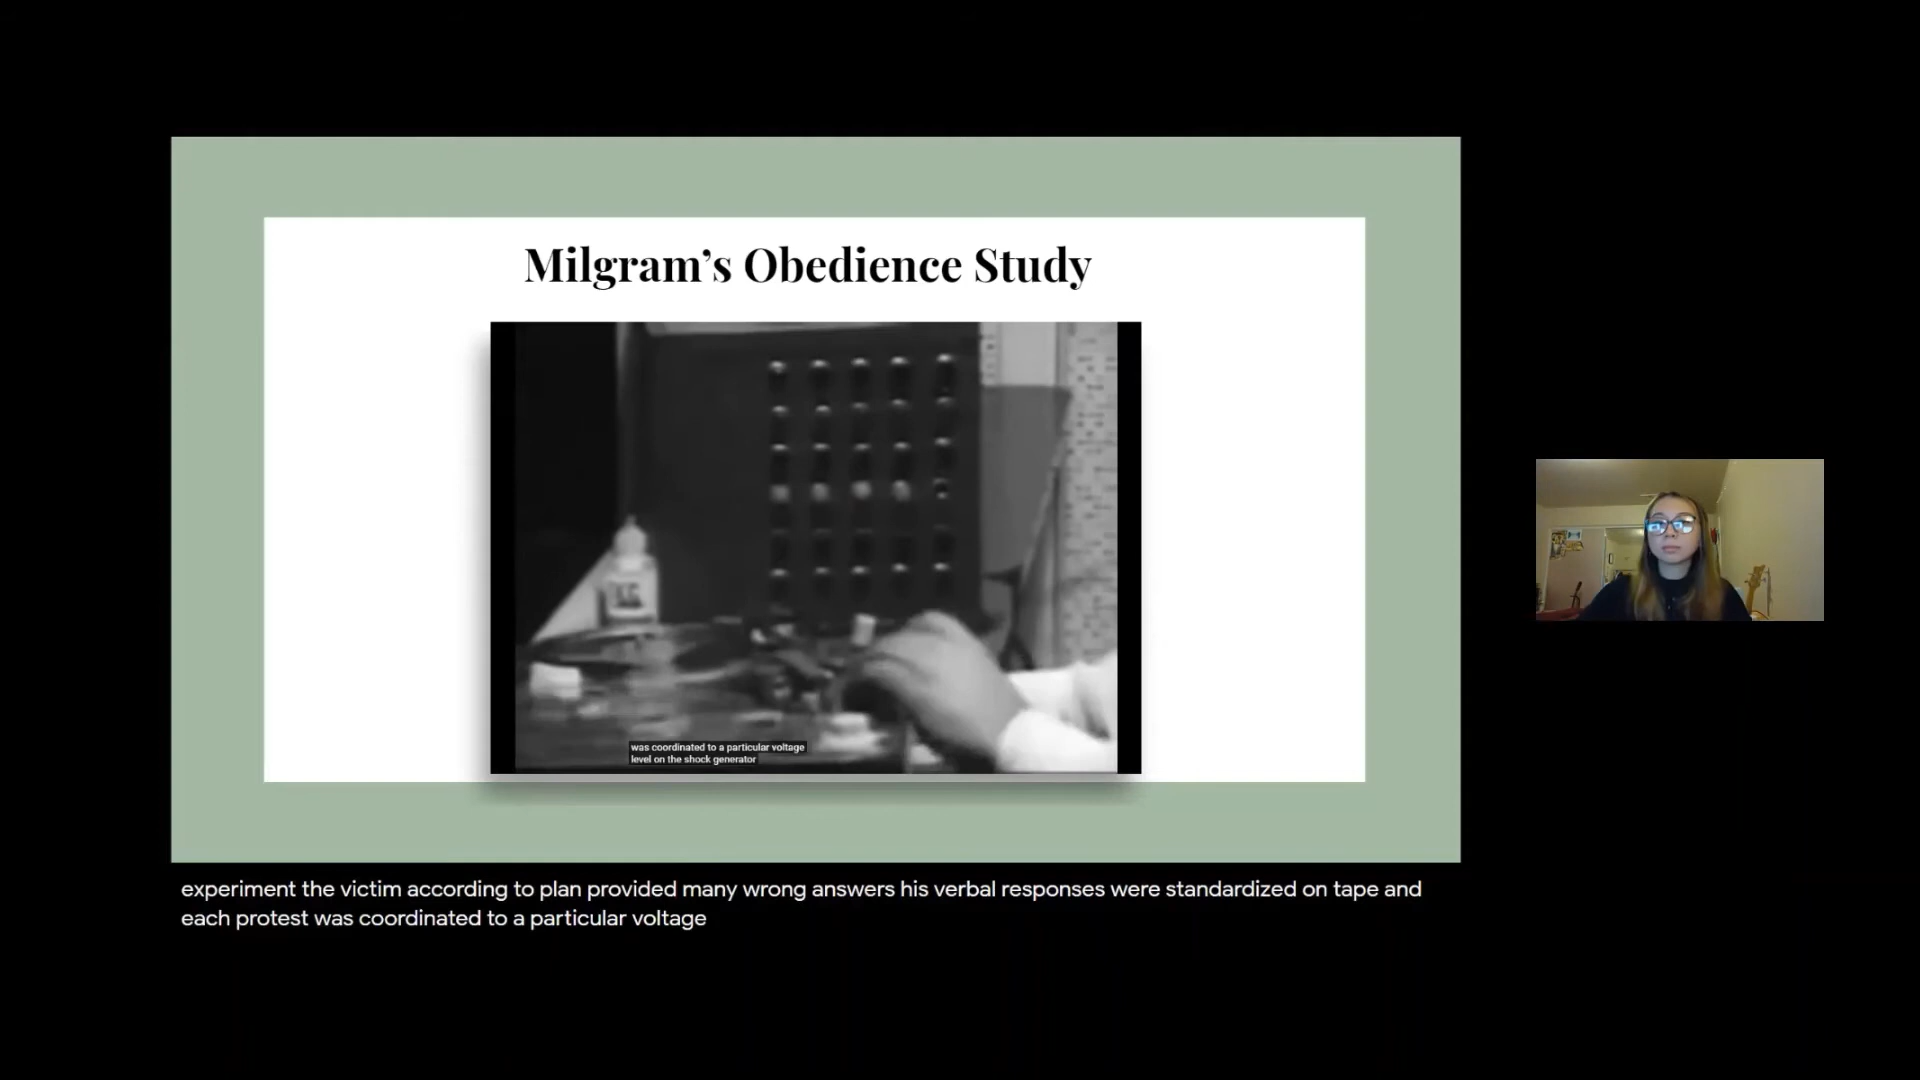 Milgram’s Obedience Study
was coordinated to a particular voltage
level on the shock generator
experiment the victim according to plan provided many wrong answers his verbal responses were standardized on tape and
each protest was coordinated to a particular voltage